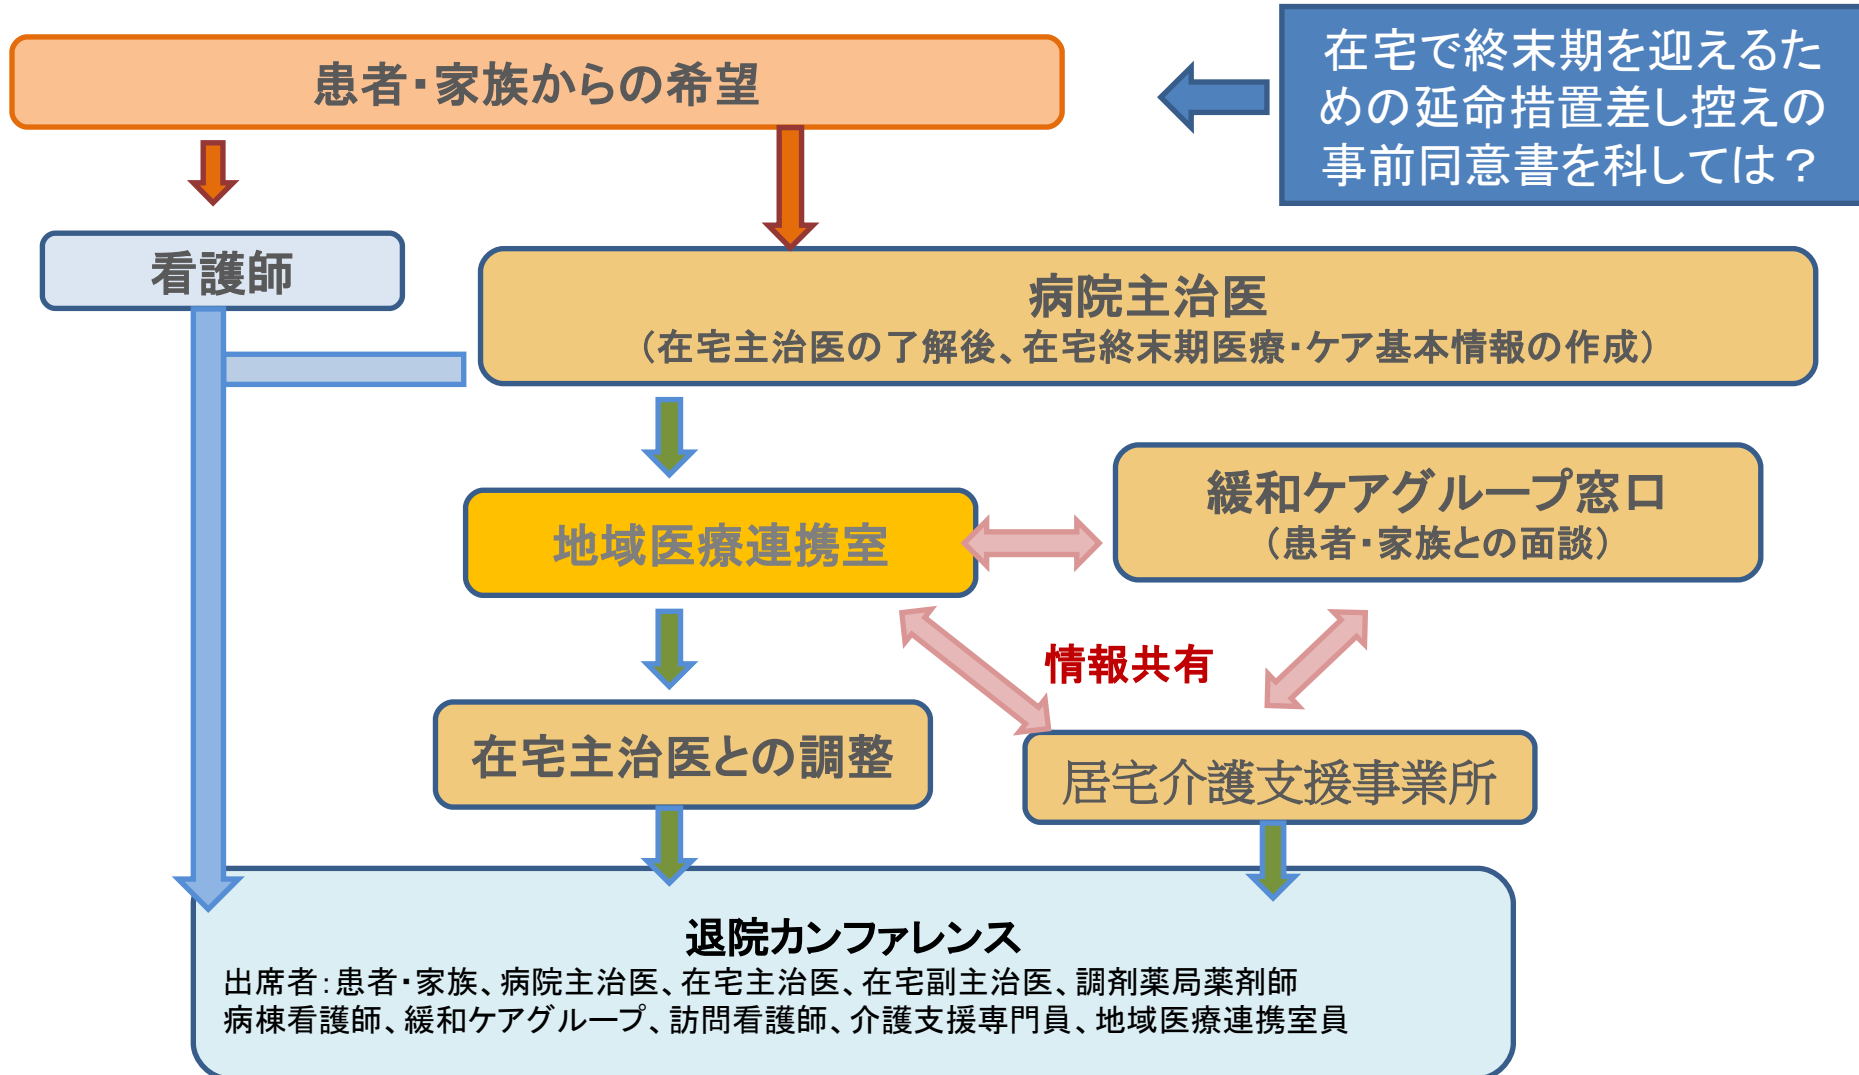 患者・家族からの希望
在宅で終末期を迎えるた
めの延命措置差し控えの
事前同意書を科しては？
看護師
病院主治医
（在宅主治医の了解後、在宅終末期医療・ケア基本情報の作成）
地域医療連携室
緩和ケアグループ窓口
（患者・家族との面談）
情報共有
在宅主治医との調整
居宅介護支援事業所
退院カンファレンス
出席者：患者・家族、病院主治医、在宅主治医、在宅副主治医、調剤薬局薬剤師
病棟看護師、緩和ケアグループ、訪問看護師、介護支援専門員、地域医療連携室員